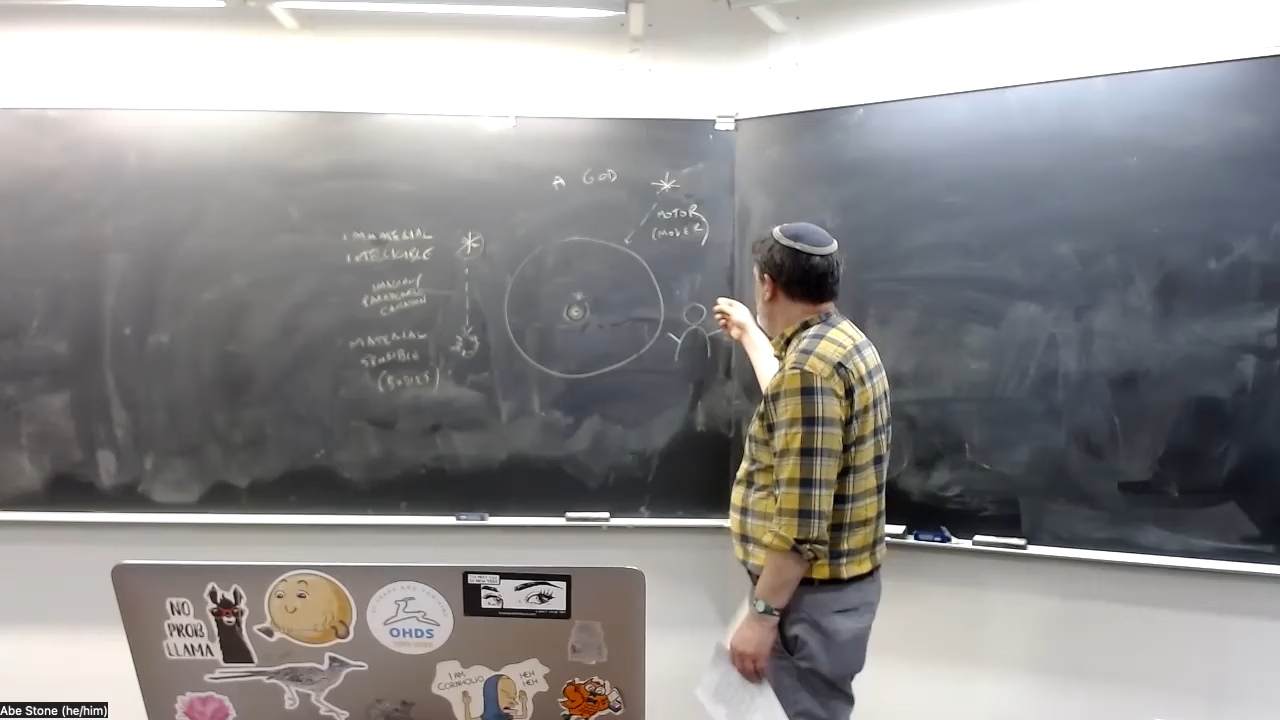 A GOD
MOTOR
(MOVER)
IMMATERIAL
INTELLIGIBLE
MATERIAL
SENSIBLE
(BODIES)
NO
PROB
LLAMA
OHDS
I AM
CORNHOLIO
HEH
HEH
Abe Stone (he/him)